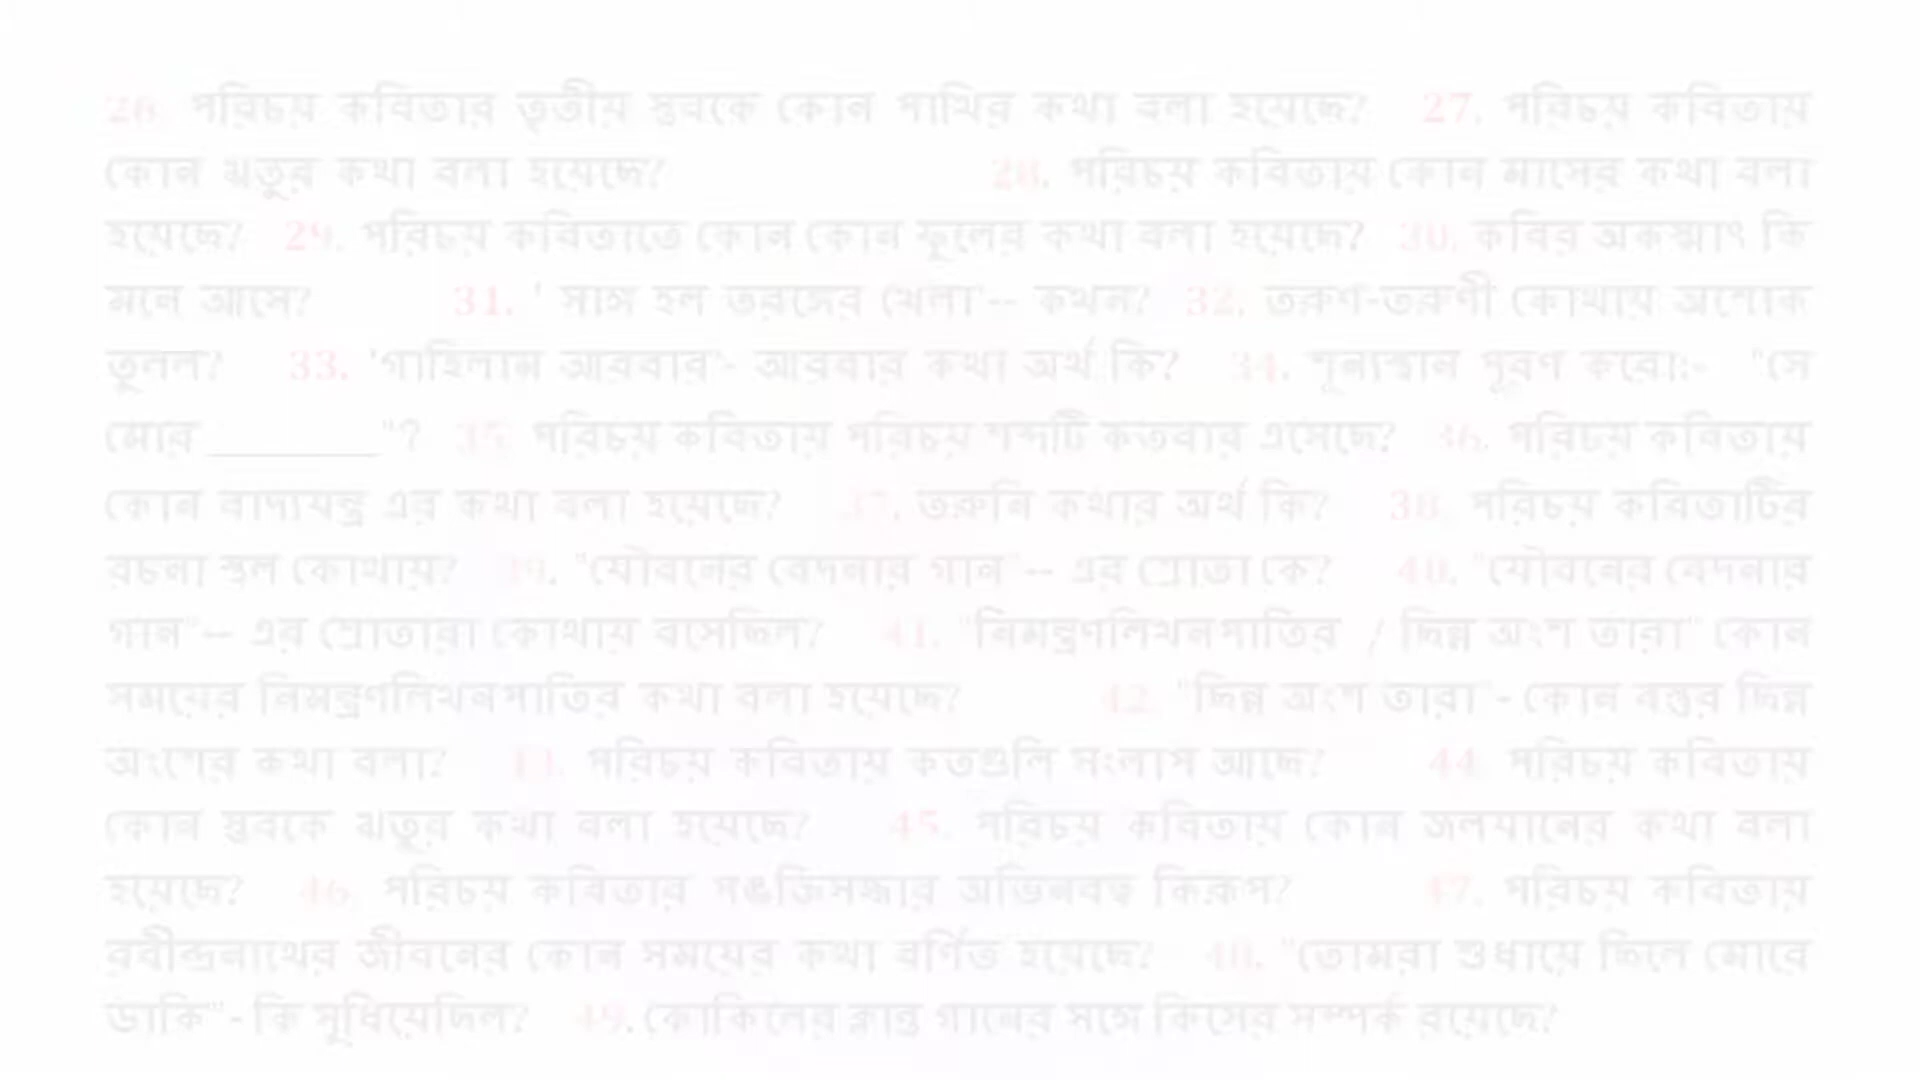 26. পরিচয় কবিতার তৃতীয় স্তবকে কোন পাখির কথা বলা হয়েছে? 27. পরিচয় কবিতায়
কোন ঋতুর কথা বলা হয়েছে? 28. পরিচয় কবিতায় কোন মাসের কথা বলা
হয়েছে? 29. পরিচয় কবিতাতে কোন কোন ফুলের কথা বলা হয়েছে? 30. কবির অকস্মাৎ কি
মনে আসে? 31. ' সাঙ্গ হল তরঙ্গের খেলা'-- কখন? 32. তরুণ-তরুণী কোথায় অশোক
তুলল? 33. 'গাহিলান আরবার'- আরবার কথা অর্থ কি? 34. শূন্যস্থান পূরণ করো:- "সে
মোর ________"? 35. পরিচয় কবিতায় পরিচয় শব্দটি কতবার এসেছে? 36. পরিচয় কবিতায়
কোন বাদ্যযন্ত্র এর কথা বলা হয়েছে? 37. তরুনি কথার অর্থ কি? 38. পরিচয় কবিতাটির
রচনা স্থল কোথায়? 39. "যৌবনের বেদনার গান"-- এর শ্রোতা কে? 40. "যৌবনের বেদনার
গান"-- এর শ্রোতারা কোথায় বসেছিল? 41. "নিমন্ত্রণলিখনপাতির / ছিন্ন অংশ তারা" কোন
সময়ের নিমন্ত্রণলিখনপাতির কথা বলা হয়েছে? 42. "ছিন্ন অংশ তারা"- কোন বস্তুর ছিন্ন
অংশের কথা বলা? 43. পরিচয় কবিতায় কতগুলি সংলাপ আছে? 44. পরিচয় কবিতায়
কোন স্তবকে ঋতুর কথা বলা হয়েছে? 45. পরিচয় কবিতায় কোন জলযানের কথা বলা
হয়েছে? 46. পরিচয় কবিতার পঙক্তিসজ্জার অভিনবত্ব কিরূপ? 47. পরিচয় কবিতায়
রবীন্দ্রনাথের জীবনের কোন সময়ের কথা বর্ণিত হয়েছে? 48. "তোমরা শুধায়ে ছিলে মোরে
ডাকি"- কি সুধিয়েছিল? 49. কোকিলের ক্লান্ত গানের সঙ্গে কিসের সম্পর্ক রয়েছে?